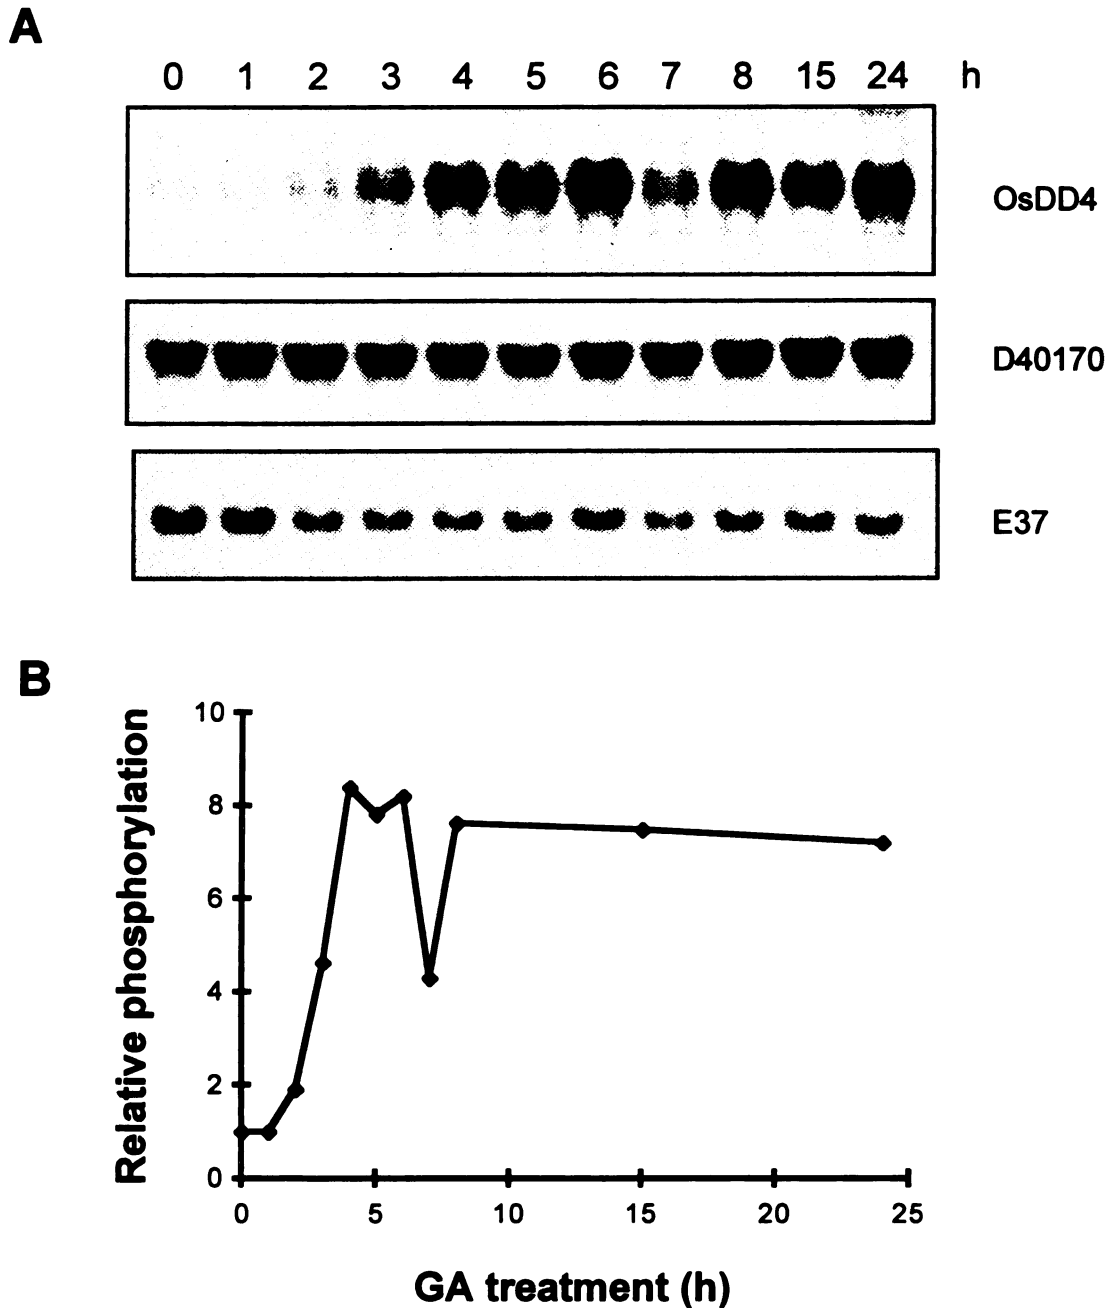 A
0 1 2 3 4 5 6 7 8 15 24 h
OsDD4
D40170
E37
B
Relative phosphorylation
10
8
6
4
2
0
0 5 10 15 20 25
GA treatment (h)